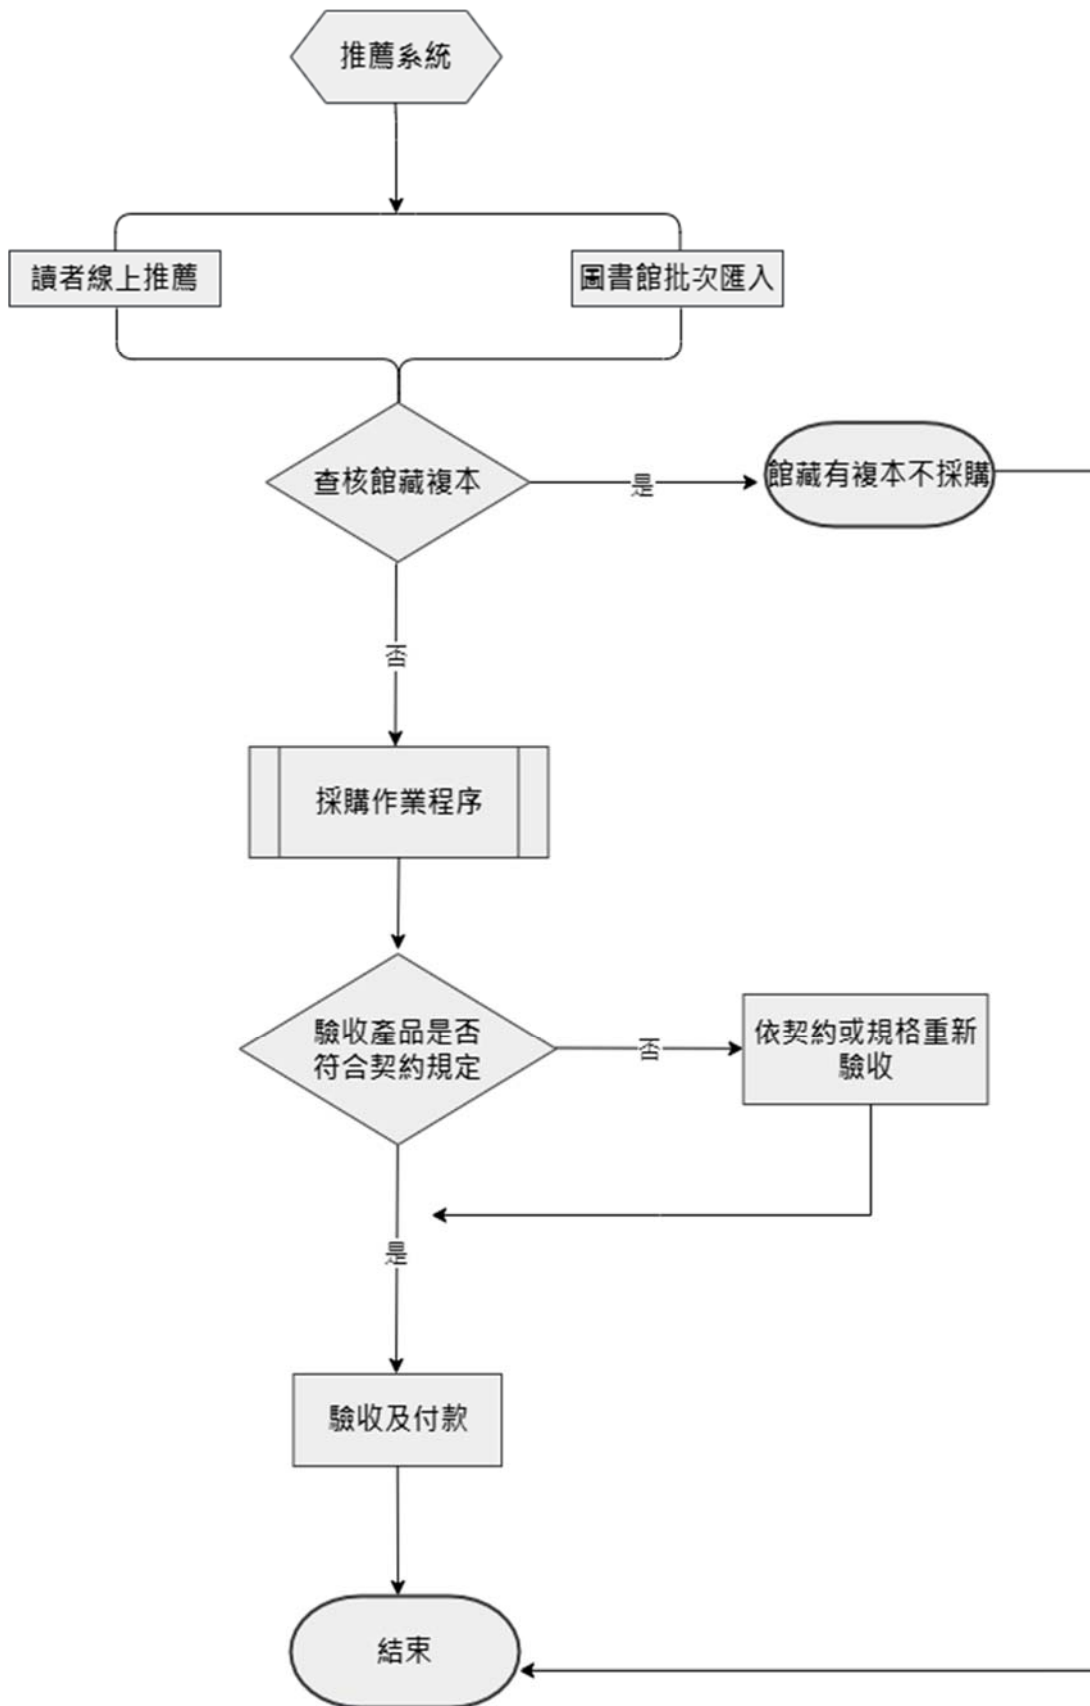 推薦系統
讀者線上推薦
圖書館批次匯入
查核館藏複本
是
館藏有複本不採購
否
採購作業程序
驗收產品是否
符合契約規定
否
依契約或規格重新
驗收
是
驗收及付款
結束